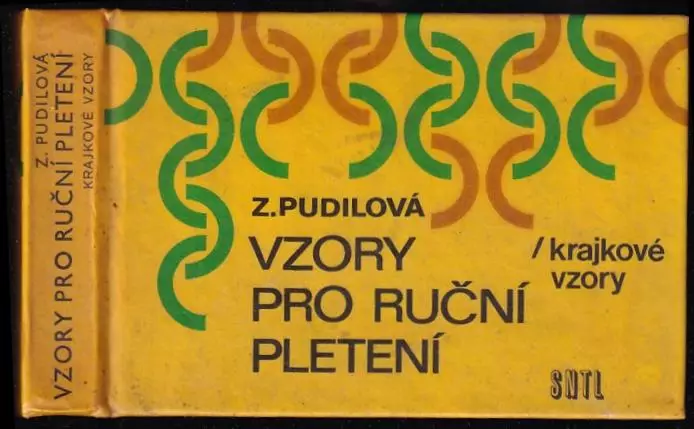 Z. PUDILOVÁ
VZORY PRO RUČNÍ PLETENÍ
KRAJKOVÉ VZORY
Z.PUDILOVÁ
VZORY
PRO RUČNÍ
PLETENÍ
/krajkové
vzory
SNTL